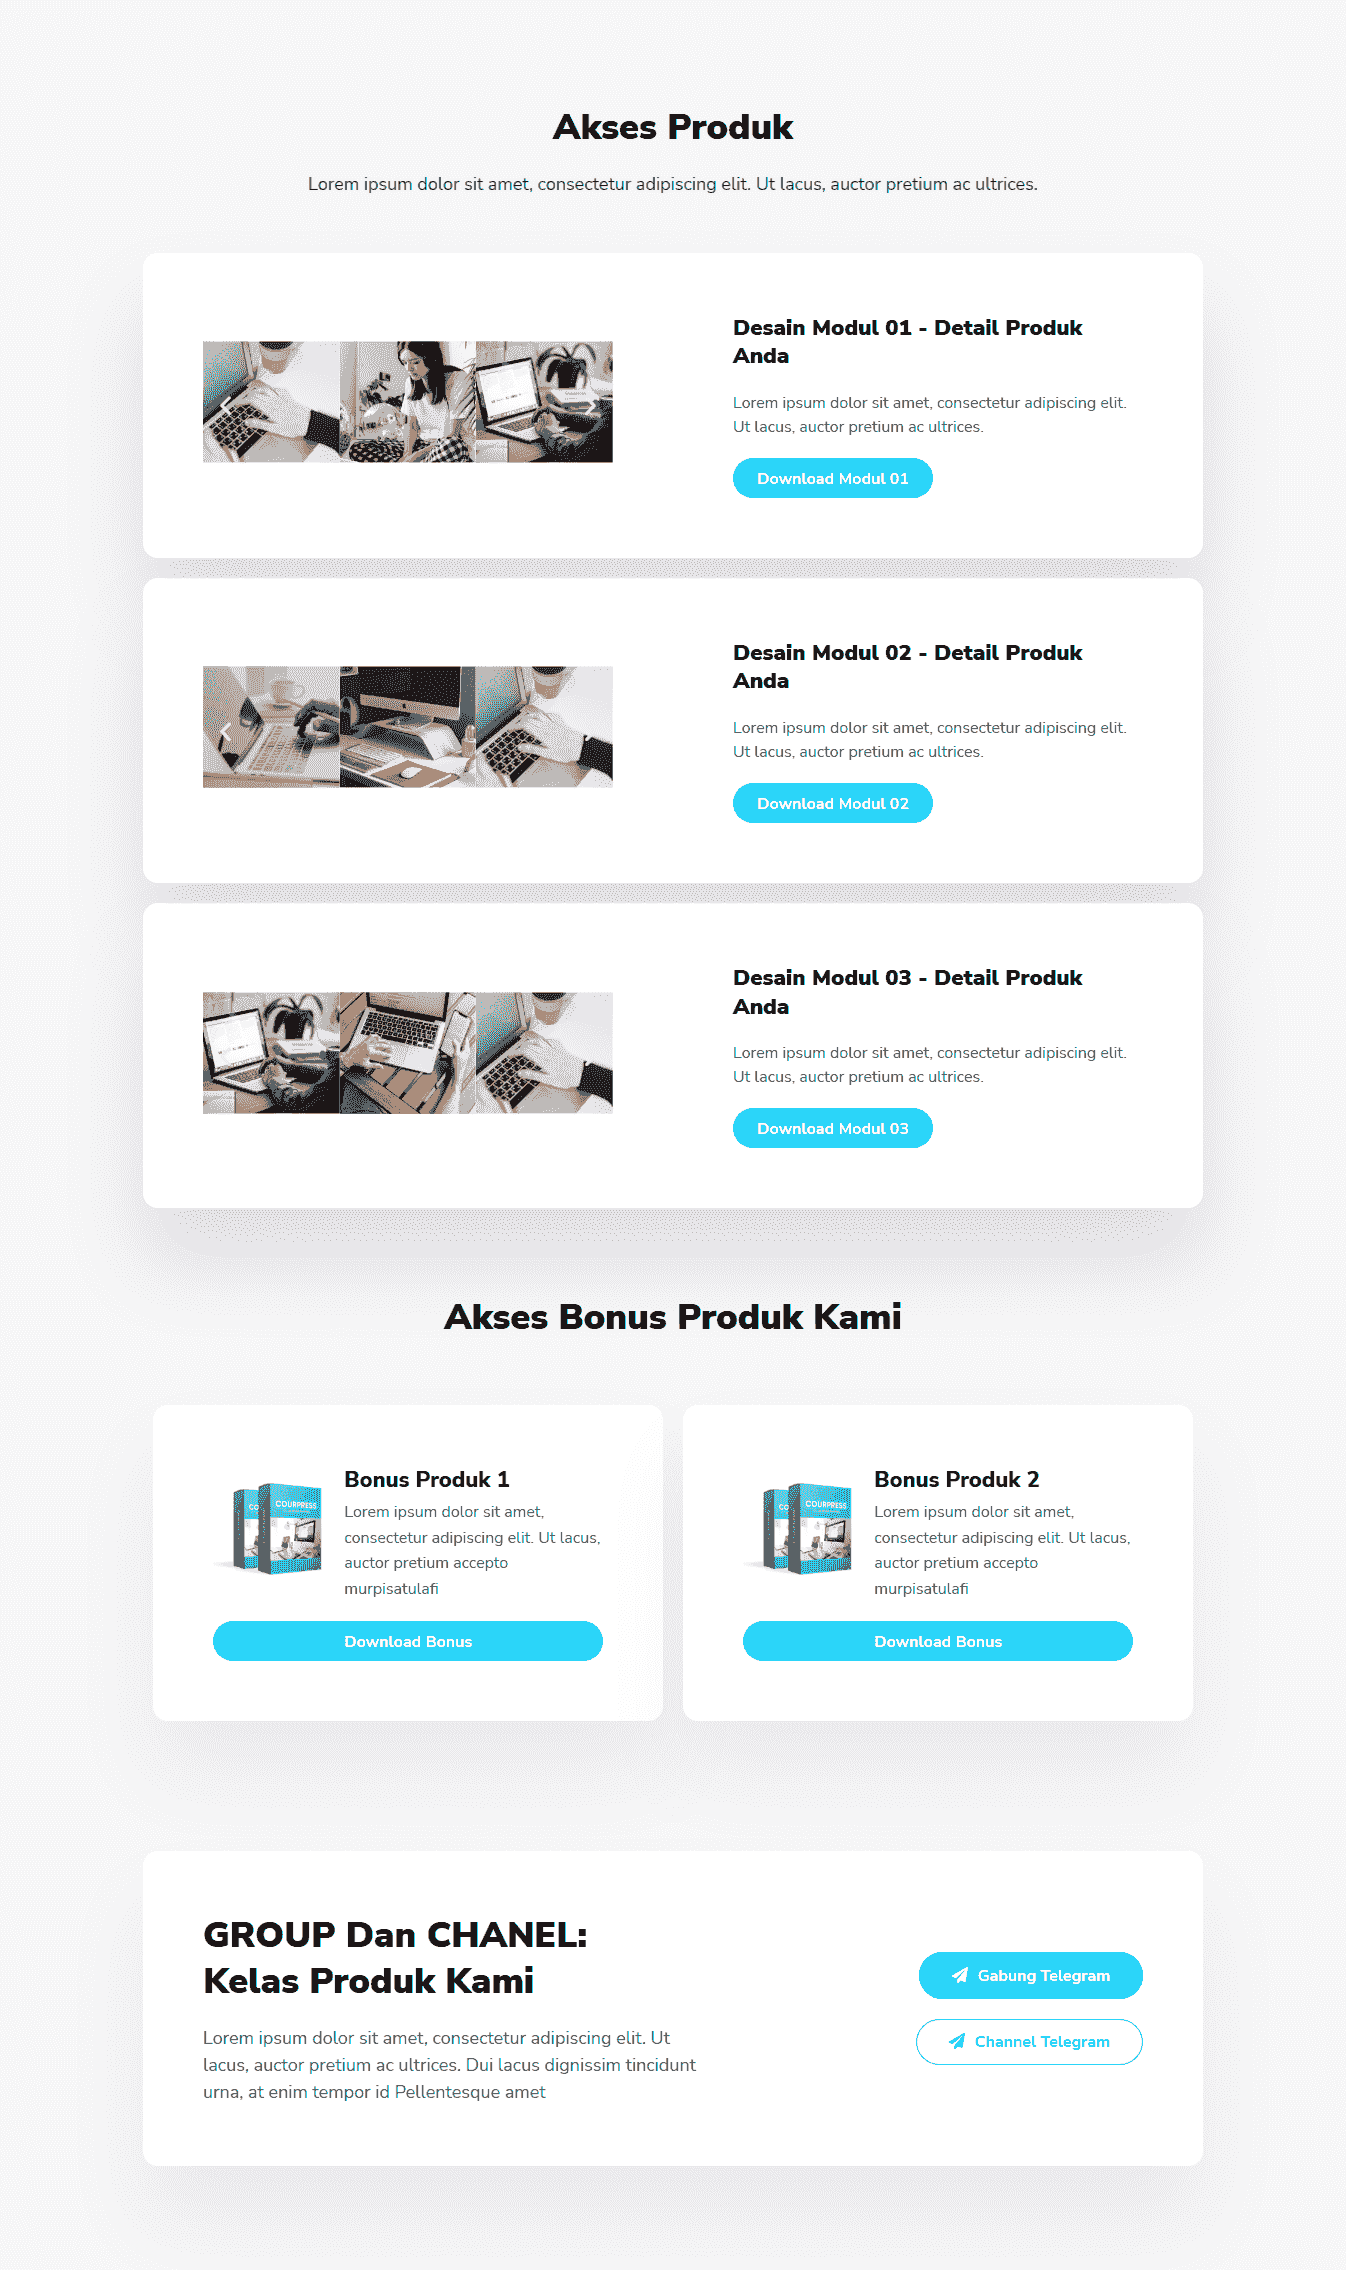 Akses Produk
Lorem ipsum dolor sit amet, consectetur adipiscing elit. Ut lacus, auctor pretium ac ultrices.
Desain Modul 01 - Detail Produk
Anda
Lorem ipsum dolor sit amet, consectetur adipiscing elit.
Ut lacus, auctor pretium ac ultrices.
Download Modul 01
Desain Modul 02 - Detail Produk
Anda
Lorem ipsum dolor sit amet, consectetur adipiscing elit.
Ut lacus, auctor pretium ac ultrices.
Download Modul 02
Desain Modul 03 - Detail Produk
Anda
Lorem ipsum dolor sit amet, consectetur adipiscing elit.
Ut lacus, auctor pretium ac ultrices.
Download Modul 03
Akses Bonus Produk Kami
COURPRESS
Bonus Produk 1
Lorem ipsum dolor sit amet,
consectetur adipiscing elit. Ut lacus,
auctor pretium accepto
murpisatulafi
Download Bonus
COURPRESS
Bonus Produk 2
Lorem ipsum dolor sit amet,
consectetur adipiscing elit. Ut lacus,
auctor pretium accepto
murpisatulafi
Download Bonus
GROUP Dan CHANEL:
Kelas Produk Kami
Lorem ipsum dolor sit amet, consectetur adipiscing elit. Ut
lacus, auctor pretium ac ultrices. Dui lacus dignissim tincidunt
urna, at enim tempor id Pellentesque amet
Gabung Telegram
Channel Telegram